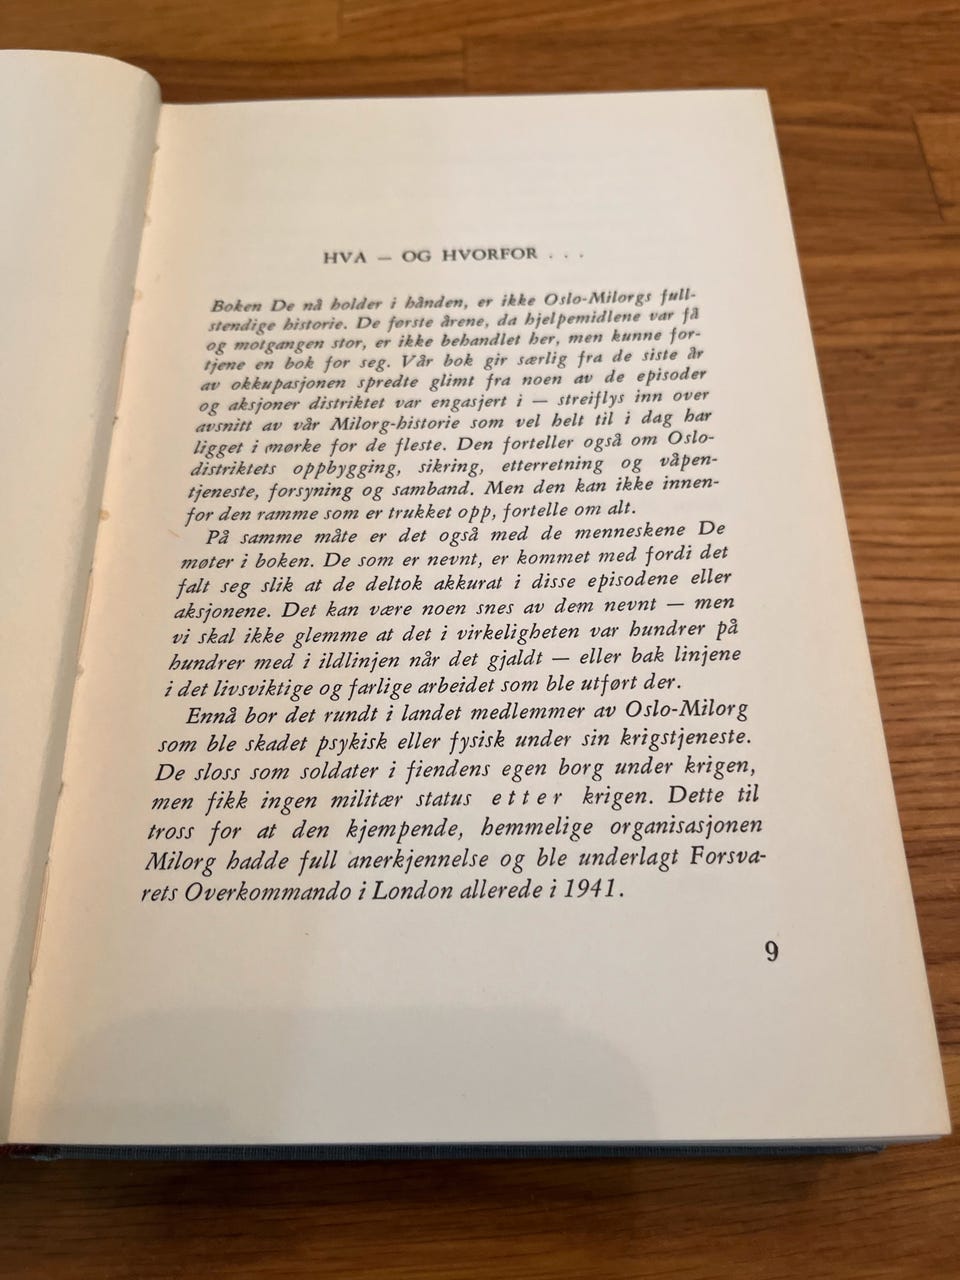 HVA – OG HVORFOR . . .
Boken De nå holder i hånden, er ikke Oslo-Milorgs full-
stendige historie. De første årene, da hjelpemidlene var få
og motgangen stor, er ikke behandlet her, men kunne for-
tjene en bok for seg. Vår bok gir særlig fra de siste år
av okkupasjonen spredte glimt fra noen av de episoder
og aksjoner distriktet var engasjert i — streiflys inn over
avsnitt av vår Milorg-historie som vel helt til i dag har
ligget i mørke for de fleste. Den forteller også om Oslo-
distriktets oppbygging, sikring, etterretning og våpen-
tjeneste, forsyning og samband. Men den kan ikke innen-
for den ramme som er trukket opp, fortelle om alt.
På samme måte er det også med de menneskene De
møter i boken. De som er nevnt, er kommet med fordi det
falt seg slik at de deltok akkurat i disse episodene eller
aksjonene. Det kan være noen snes av dem nevnt — men
vi skal ikke glemme at det i virkeligheten var hundrer på
hundrer med i ildlinjen når det gjaldt — eller bak linjene
i det livsviktige og farlige arbeidet som ble utført der.
Ennå bor det rundt i landet medlemmer av Oslo-Milorg
som ble skadet psykisk eller fysisk under sin krigstjeneste.
De sloss som soldater i fiendens egen borg under krigen,
men fikk ingen militær status etter krigen. Dette til
tross for at den kjempende, hemmelige organisasjonen
Milorg hadde full anerkjennelse og ble underlagt Forsva-
rets Overkommando i London allerede i 1941.
9